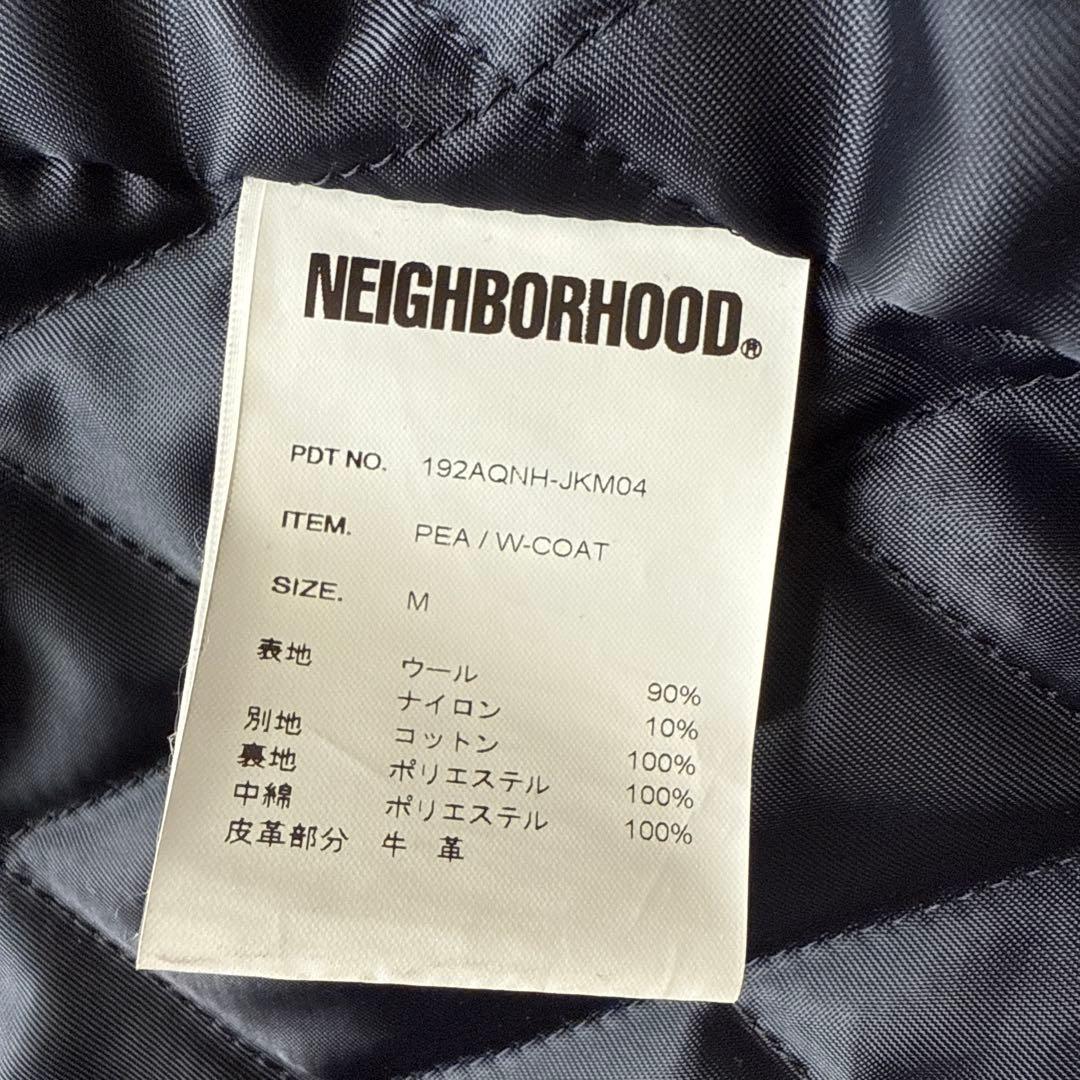 NEIGHBORHOOD®
PDT NO. 192AQNH-JKM04
ITEM. PEA / W-COAT
SIZE. M
表地 ウール 90%
ナイロン 10%
別地 コットン 100%
裏地 ポリエステル 100%
中綿 ポリエステル 100%
皮革部分 牛 革